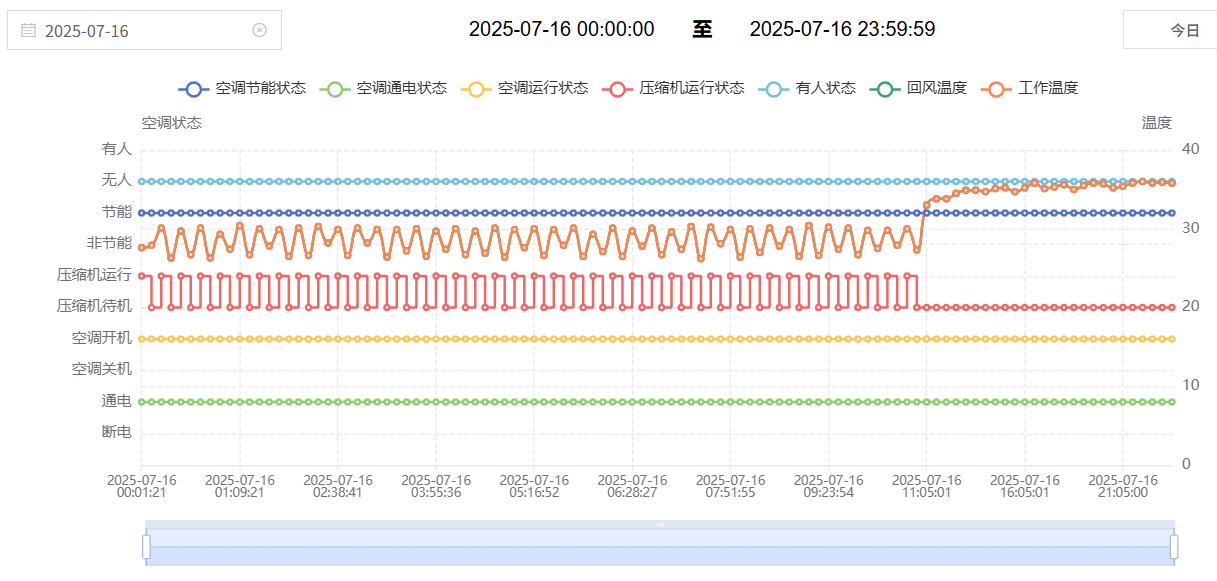 2025-07-16
2025-07-16 00:00:00 至 2025-07-16 23:59:59
今日
空调节能状态 空调通电状态 空调运行状态 压缩机运行状态 有人状态 回风温度 工作温度
空调状态
温度
有人
40
无人
节能
30
非节能
压缩机运行
压缩机待机
20
空调开机
空调关机
10
通电
断电
0
2025-07-16 2025-07-16 2025-07-16 2025-07-16 2025-07-16 2025-07-16 2025-07-16 2025-07-16 2025-07-16 2025-07-16 2025-07-16
00:01:21 01:09:21 02:38:41 03:55:36 05:16:52 06:28:27 07:51:55 09:23:54 11:05:01 16:05:01 21:05:00